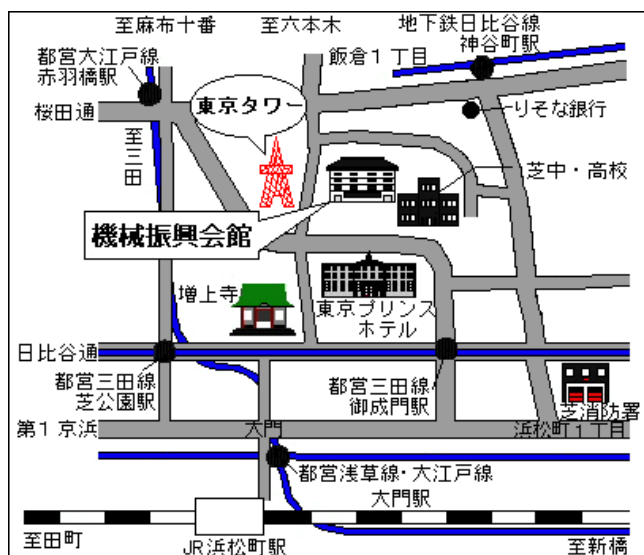 至麻布十番
至六本木
地下鉄日比谷線
神谷町駅
都営大江戸線
赤羽橋駅
飯倉1丁目
桜田通
東京タワー
りそな銀行
至三田
芝中・高校
機械振興会館
増上寺
東京プリンス
ホテル
日比谷通
都営三田線
芝公園駅
都営三田線
御成門駅
芝消防署
第1京浜
大門
浜松町1丁目
都営浅草線・大江戸線
大門駅
至田町
JR浜松町駅
至新橋